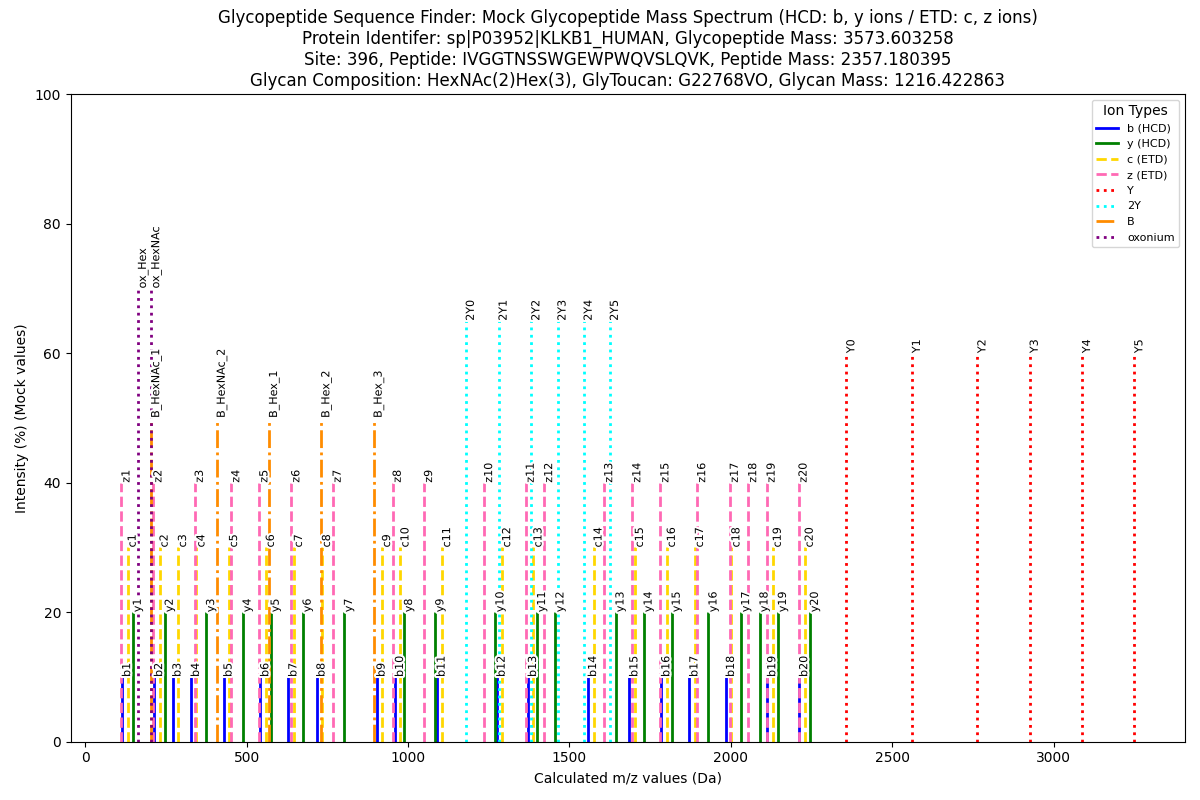 Glycopeptide Sequence Finder: Mock Glycopeptide Mass Spectrum (HCD: b, y ions / ETD: c, z ions)
Protein Identifer: sp|P03952|KLKB1_HUMAN, Glycopeptide Mass: 3573.603258
Site: 396, Peptide: IVGGTNSSWGEWPWQVSLQVK, Peptide Mass: 2357.180395
Glycan Composition: HexNAc(2)Hex(3), GlyToucan: G22768VO, Glycan Mass: 1216.422863
Intensity (%) (Mock values)
100
80
60
40
20
0
Ion Types
b (HCD)
y (HCD)
c (ETD)
z (ETD)
Y
2Y
B
oxonium
ox_Hex
ox_HexNAc
2Y0
2Y1
2Y2
2Y3
2Y4
2Y5
Y0
Y1
Y2
Y3
Y4
Y5
B_HexNAc_1
B_HexNAc_2
B_Hex_1
B_Hex_2
B_Hex_3
z1
z2
z3
z4
z5
z6
z7
z8
z9
z10
z11
z12
z13
z14
z15
z16
z17
z18
z19
z20
c1
c2
c3
c4
c5
c6
c7
c8
c9
c10
c11
c12
c13
c14
c15
c16
c17
c18
c19
c20
y1
y2
y3
y4
y5
y6
y7
y8
y9
y10
y11
y12
y13
y14
y15
y16
y17
y18
y19
y20
b1
b2
b3
b4
b5
b6
b7
b8
b9
b10
b11
b12
b13
b14
b15
b16
b17
b18
b19
b20
0
500
1000
1500
2000
2500
3000
Calculated m/z values (Da)